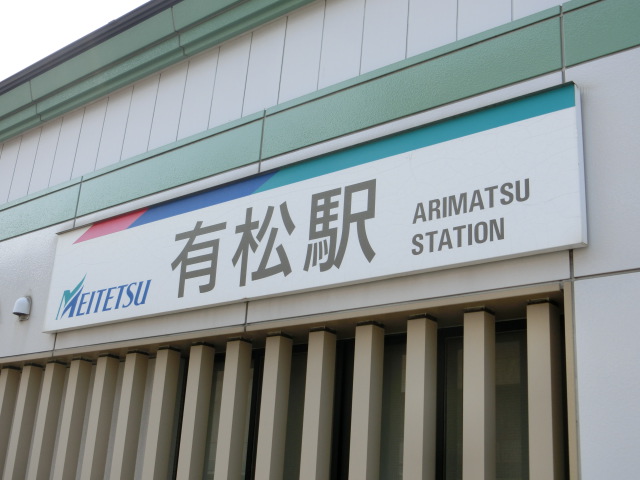 MEITETSU
有松駅
ARIMATSU
STATION